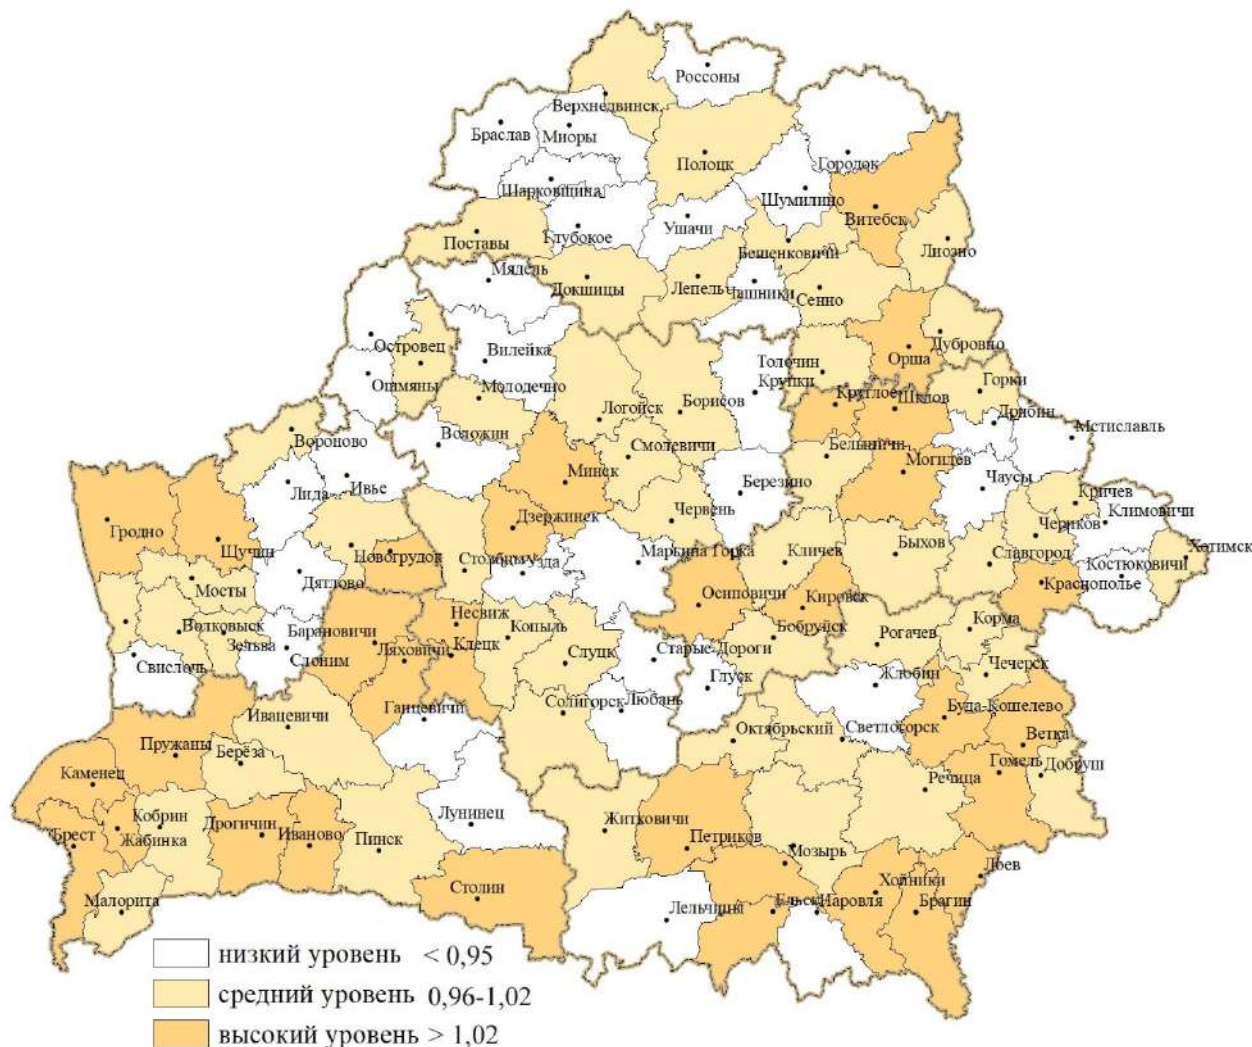 Россоны
Верхнедвинск
Браслав
Миоры
Полоцк
Городок
Шарковщина
Шумилино
Витебск
Глубокое
Ушачи
Поставы
Бешенковичи
Лиозно
Мядель
Докшицы
Лепель
Чашники
Сенно
Островец
Вилейка
Толочин
Орша
Дубровно
Ошмяны
Молодечно
Крупки
Горки
Логойск
Борисов
Круглое
Шклов
Дрибин
Вороново
Воложин
Смолевичи
Мстиславль
Белыничи
Минск
Могилев
Лида
Ивье
Березино
Чаусы
Кричев
Гродно
Дзержинск
Червень
Климовичи
Чериков
Щучин
Новогрудок
Столбцы
Узда
Марьина Горка
Кличев
Быхов
Славгород
Хотимск
Мосты
Дятлово
Костюковичи
Краснополье
Осиповичи
Кировск
Несвиж
Волковыск
Барановичи
Копыль
Бобруйск
Корма
Зельва
Ляховичи
Клецк
Слуцк
Старые Дороги
Рогачев
Свислочь
Слоним
Чечерск
Глуск
Жлобин
Солигорск
Любань
Ганцевичи
Буда-Кошелево
Ивацевичи
Октябрьский
Светлогорск
Ветка
Пружаны
Берёза
Гомель
Добруш
Каменец
Речица
Лунинец
Кобрин
Дрогичин
Иваново
Житковичи
Петриков
Брест
Жабинка
Пинск
Мозырь
Лоев
Столин
Хойники
Малорита
Лельчицы
Ельск
Наровля
Брагин
низкий уровень < 0,95
средний уровень 0,96-1,02
высокий уровень > 1,02